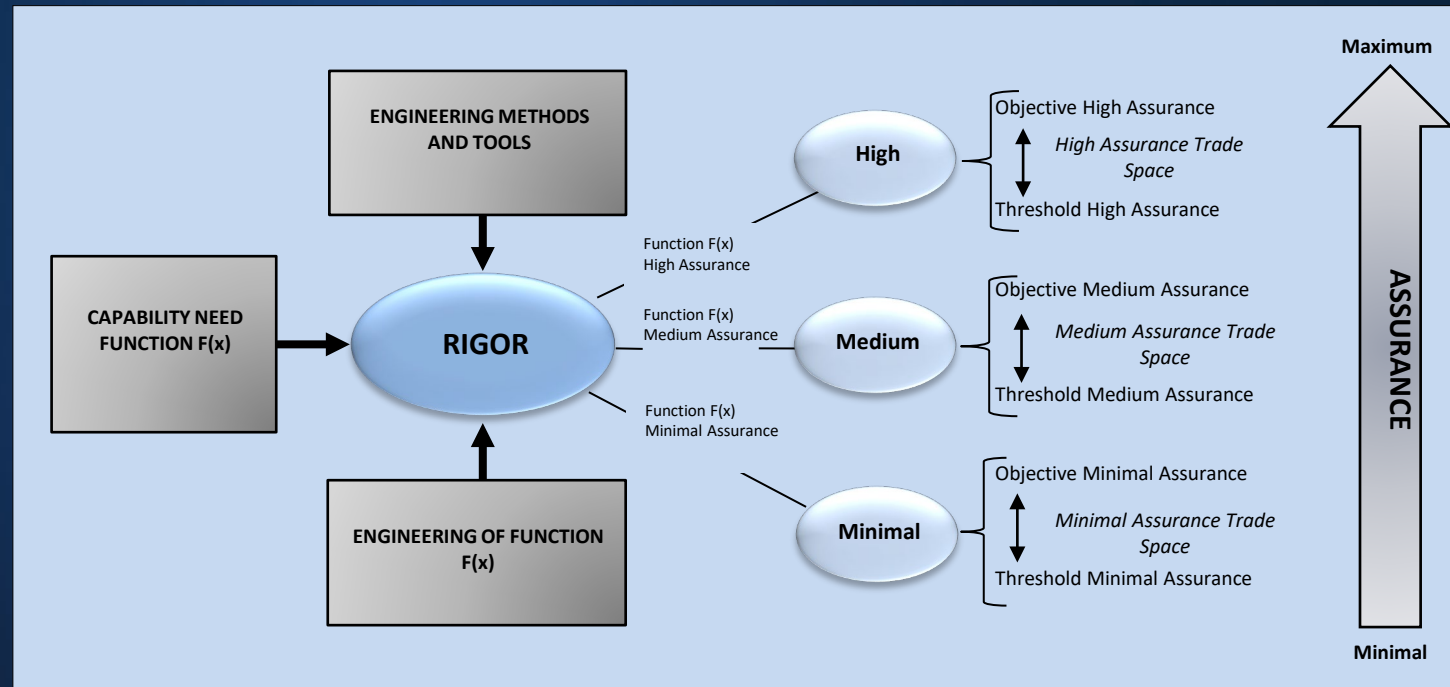 ENGINEERING METHODS
AND TOOLS
CAPABILITY NEED
FUNCTION F(x)
RIGOR
ENGINEERING OF FUNCTION
F(x)
Function F(x)
High Assurance
Function F(x)
Medium Assurance
Function F(x)
Minimal Assurance
High
Objective High Assurance
High Assurance Trade
Space
Threshold High Assurance
Medium
Objective Medium Assurance
Medium Assurance Trade
Space
Threshold Medium Assurance
Minimal
Objective Minimal Assurance
Minimal Assurance Trade
Space
Threshold Minimal Assurance
Maximum
ASSURANCE
Minimal